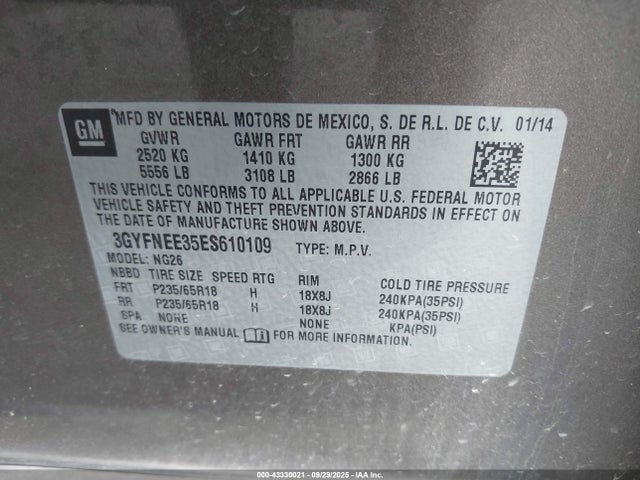 GM
MFD BY GENERAL MOTORS DE MEXICO, S. DE R.L. DE C.V. 01/14
GVWR GAWR FRT GAWR RR
2520 KG 1410 KG 1300 KG
5556 LB 3108 LB 2866 LB
THIS VEHICLE CONFORMS TO ALL APPLICABLE U.S. FEDERAL MOTOR
VEHICLE SAFETY AND THEFT PREVENTION STANDARDS IN EFFECT ON
THE DATE OF MANUFACTURE SHOWN ABOVE.
3GYFNEE35ES610109 TYPE: M.P.V.
MODEL: NG26
NBBD TIRE SIZE SPEED RTG RIM COLD TIRE PRESSURE
FRT P235/65R18 H 18X8J 240KPA(35PSI)
RR P235/65R18 H 18X8J 240KPA(35PSI)
SPA NONE NONE KPA(PSI)
SEE OWNER'S MANUAL FOR MORE INFORMATION.
000-43330021 - 09/29/2025 - IAA Inc.